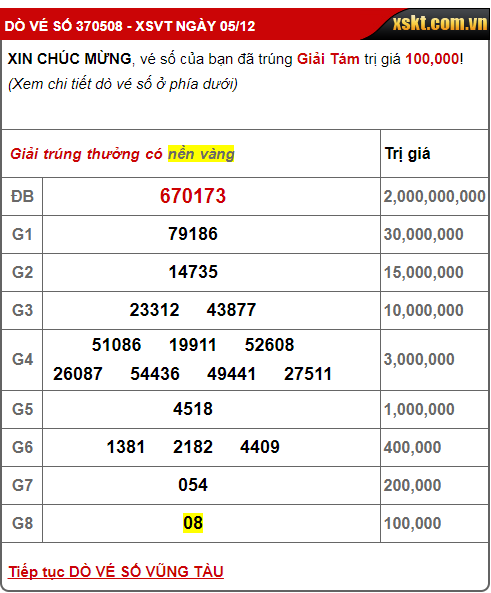 DÒ VÉ SỐ 370508 - XSVT NGÀY 05/12
xskt.com.vn
XIN CHÚC MỪNG, vé số của bạn đã trúng Giải Tám trị giá 100,000!
(Xem chi tiết dò vé số ở phía dưới)
Giải trúng thưởng có nền vàng Trị giá
ĐB 670173 2,000,000,000
G1 79186 30,000,000
G2 14735 15,000,000
G3 23312 43877 10,000,000
G4 51086 19911 52608 3,000,000
26087 54436 49441 27511
G5 4518 1,000,000
G6 1381 2182 4409 400,000
G7 054 200,000
G8 08 100,000
Tiếp tục DÒ VÉ SỐ VŨNG TÀU